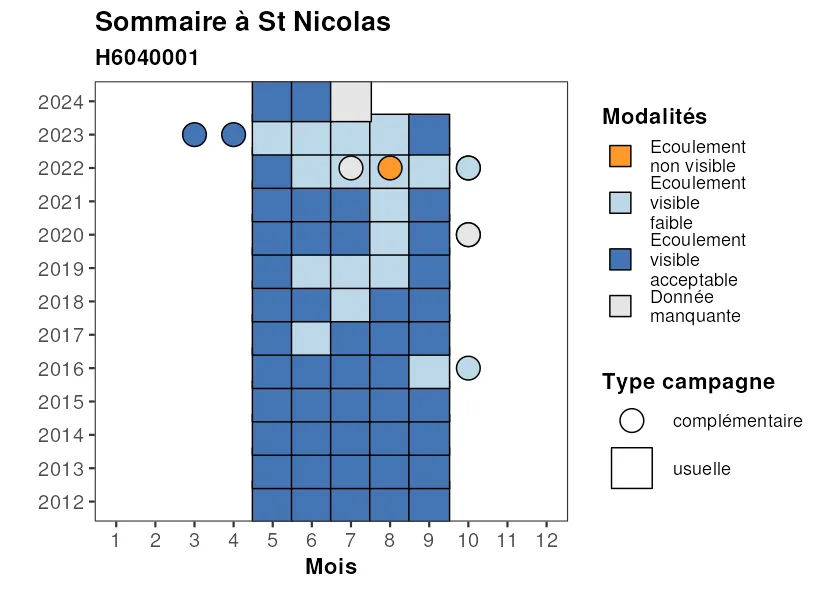 Sommaire à St Nicolas
H6040001
2024
2023
2022
2021
2020
2019
2018
2017
2016
2015
2014
2013
2012
1 2 3 4 5 6 7 8 9 10 11 12
Mois
Modalités
Ecoulement
non visible
Ecoulement
visible
faible
Ecoulement
visible
acceptable
Donnée
manquante
Type campagne
complémentaire
usuelle